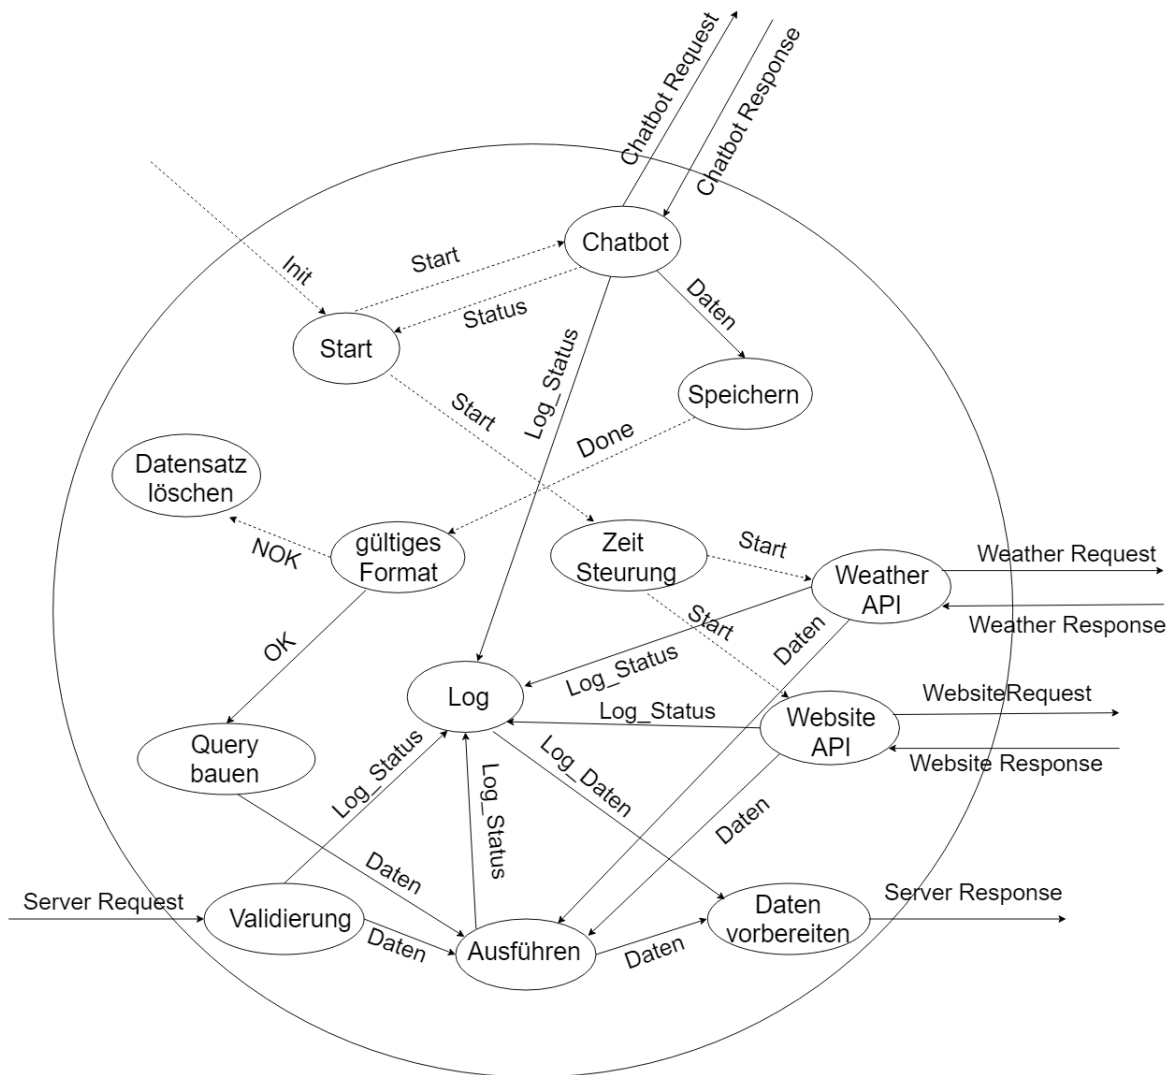 Chatbot Request
Chatbot Response
Chatbot
Init
Start
Status
Start
Daten
Speichern
Log_Status
Start
Done
Datensatz
löschen
NOK
gültiges
Format
Zeit
Steurung
Start
Weather
API
Weather Request
Weather Response
Start
Daten
OK
Log_Status
Log
Log_Status
Website
API
WebsiteRequest
Website Response
Query
bauen
Log_Status
Log_Status
Log_Daten
Daten
Daten
Server Request
Validierung
Daten
Ausführen
Daten
Daten
vorbereiten
Server Response